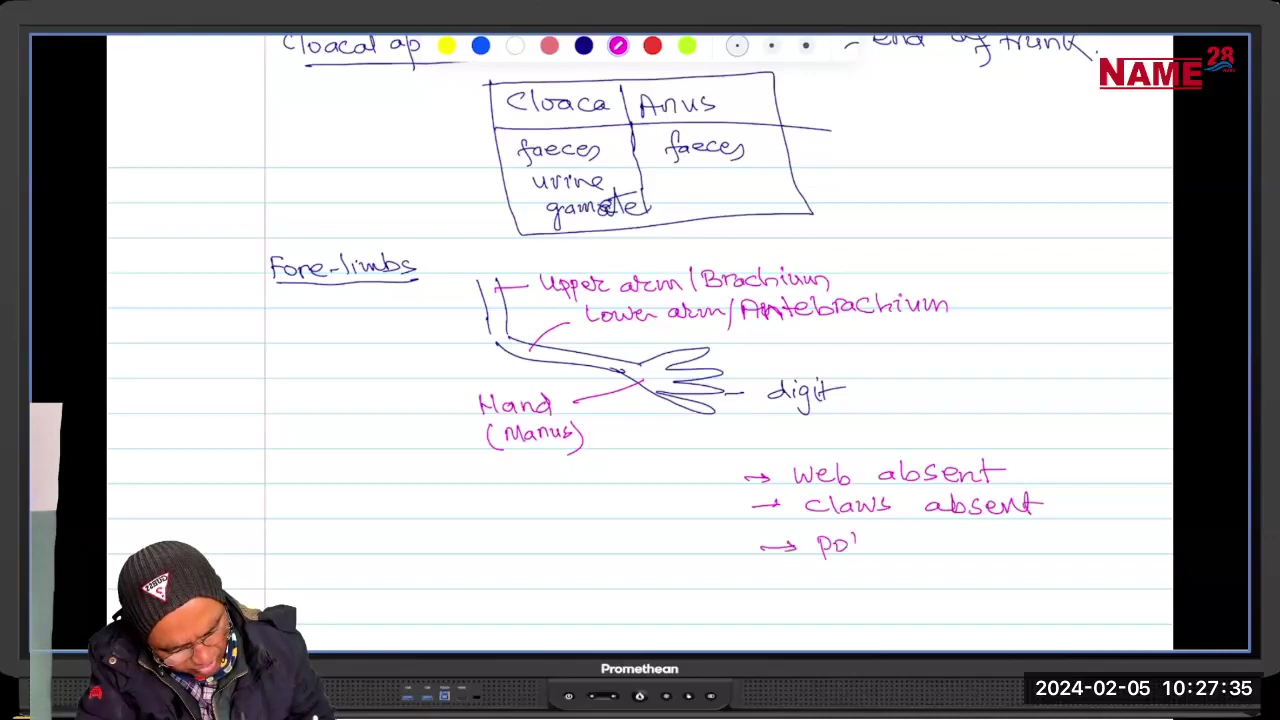 Cloacal ap
end of trunk.
NAME 28
Cloaca Anus
faeces faeces
urine
Fore-limbs
Upper arm/Brachium
Lower arm/Antebrachium
digit
Hand
(Manus)
→ web absent
→ claws absent
→ po
Promethean
2024-02-05 10:27:35